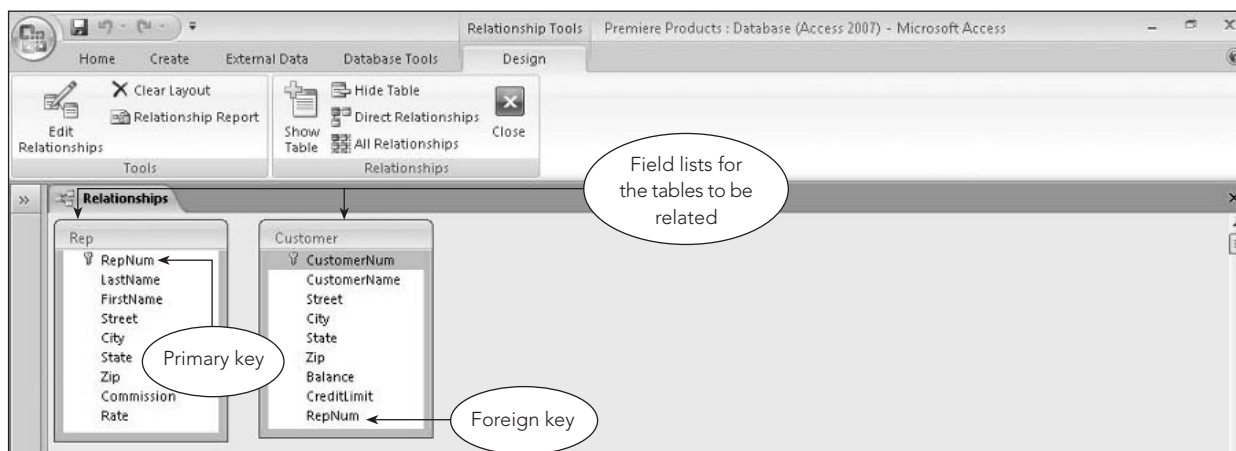 Relationship Tools
Premiere Products : Database (Access 2007) - Microsoft Access
Home Create External Data Database Tools Design
Edit Relationships
Clear Layout
Relationship Report
Tools
Show Table
Hide Table
Direct Relationships
All Relationships
Close
Relationships
Field lists for
the tables to be
related
Relationships
Rep
RepNum
LastName
FirstName
Street
City
State
Zip
Commission
Rate
Primary key
Customer
CustomerNum
CustomerName
Street
City
State
Zip
Balance
CreditLimit
RepNum
Foreign key